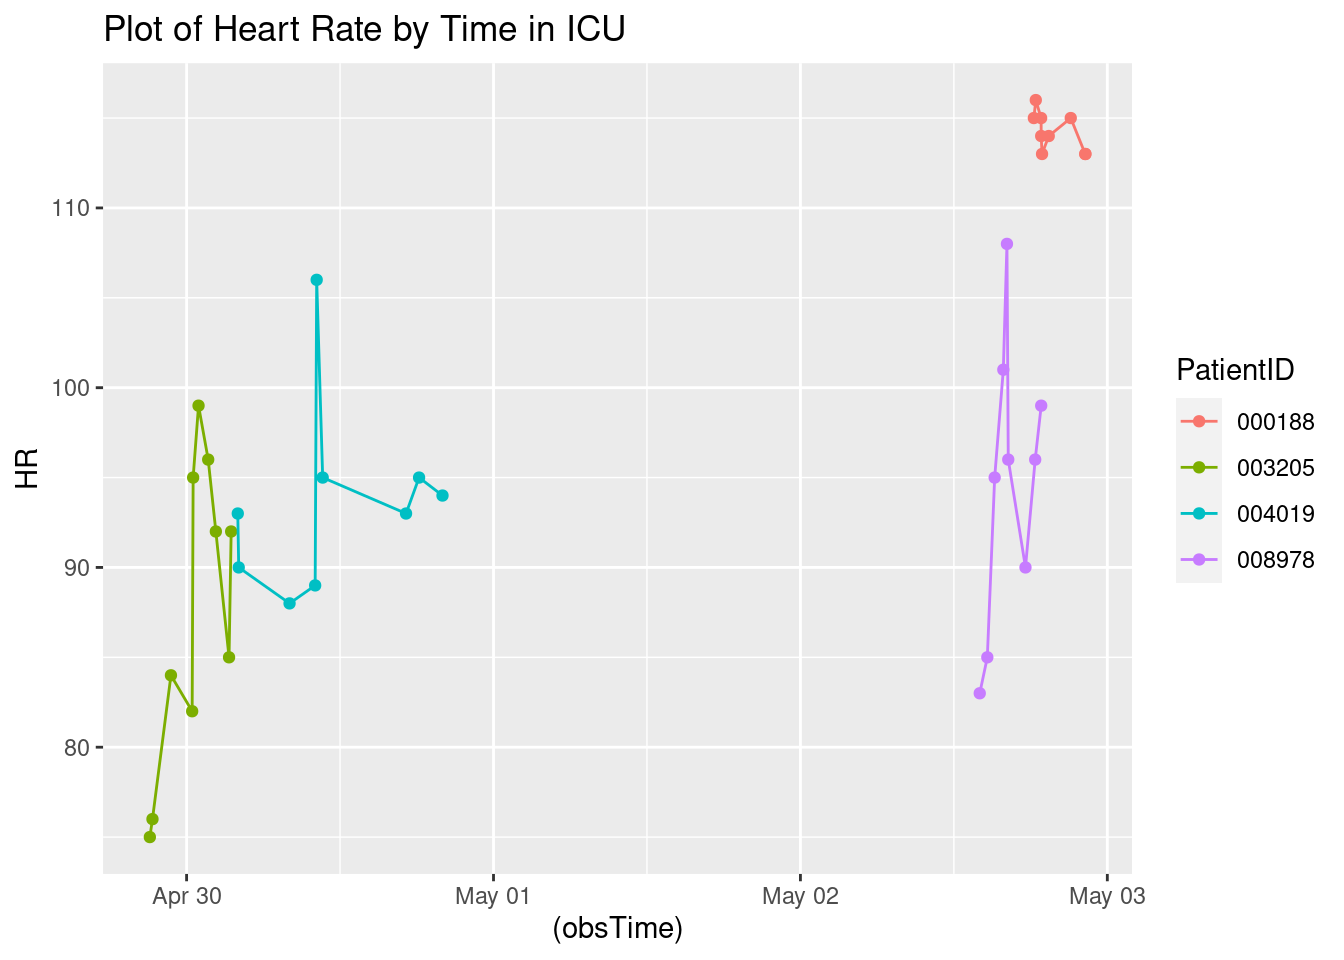 Plot of Heart Rate by Time in ICU
HR
110
100
90
80
Apr 30
May 01
May 02
May 03
(obsTime)
PatientID
000188
003205
004019
008978